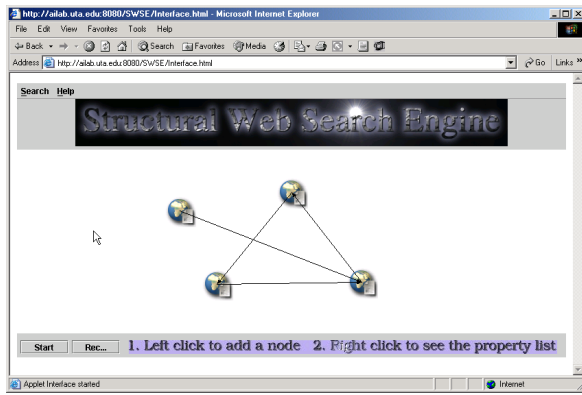 http://ailab.uta.edu:8080/SWSE/Interface.html - Microsoft Internet Explorer
File Edit View Favorites Tools Help
Back Search Favorites Media
Address http://ailab.uta.edu:8080/SWSE/Interface.html Go Links »
Search Help
Structural Web Search Engine
Start Rec... 1. Left click to add a node 2. Right click to see the property list
Applet Interface started Internet